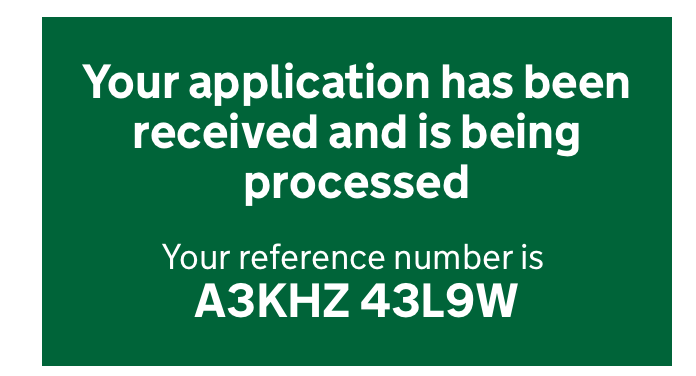 Your application has been
received and is being
processed
Your reference number is
A3KHZ 43L9W